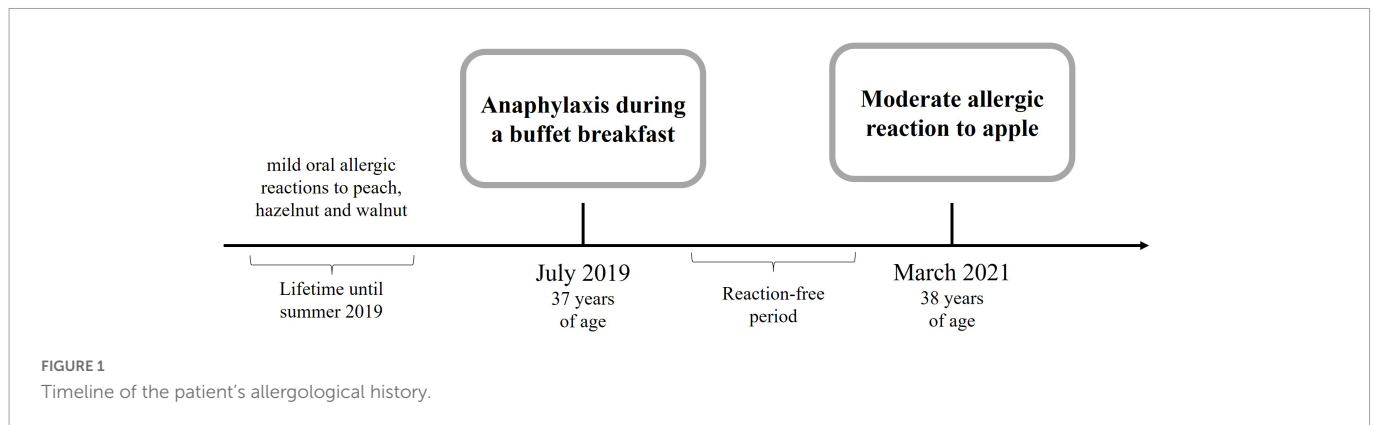 Anaphylaxis during
a buffet breakfast
Moderate allergic
reaction to apple
mild oral allergic
reactions to peach,
hazelnut and walnut
Lifetime until
summer 2019
July 2019
37 years
of age
Reaction-free
period
March 2021
38 years
of age
FIGURE 1
Timeline of the patient's allergological history.